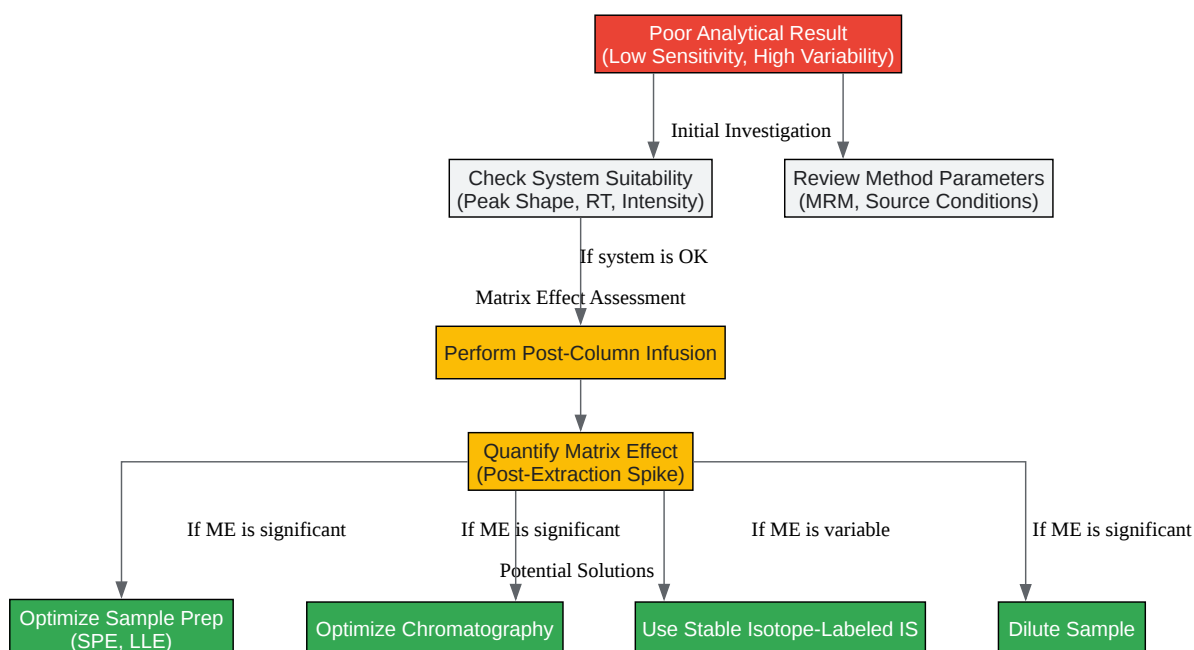 Poor Analytical Result
(Low Sensitivity, High Variability)
Initial Investigation
Check System Suitability
(Peak Shape, RT, Intensity)
Review Method Parameters
(MRM, Source Conditions)
If system is OK
Matrix Effect Assessment
Perform Post-Column Infusion
Quantify Matrix Effect
(Post-Extraction Spike)
If ME is significant
If ME is significant
If ME is variable
If ME is significant
Potential Solutions
Optimize Sample Prep
(SPE, LLE)
Optimize Chromatography
Use Stable Isotope-Labeled IS
Dilute Sample